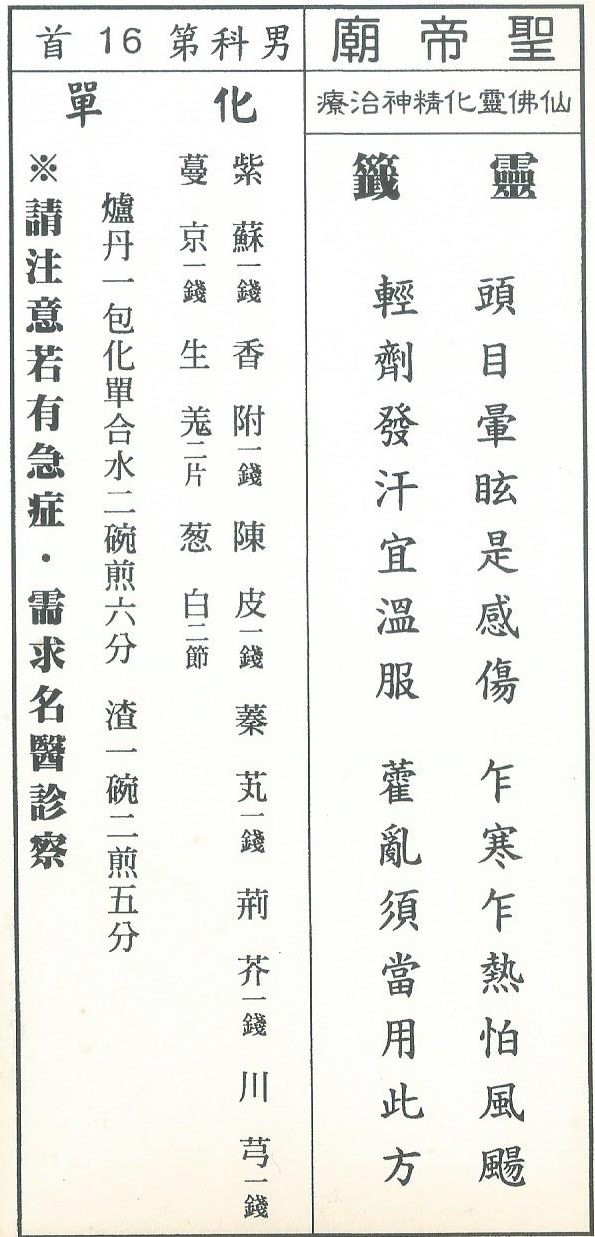 聖帝廟
仙佛靈化精神治療
靈籤
頭目暈眩是感傷 乍寒乍熱怕風颺
輕劑發汗宜溫服 藿亂須當用此方
男科第16首
化單
紫蘇一錢 香附一錢 陳皮一錢 蓁芄一錢 荊芥一錢 川芎一錢
蔓京一錢 生羗二片 葱白二節
爐丹一包化單合水二碗煎六分 渣一碗二煎五分
※請注意若有急症・需求名醫診察